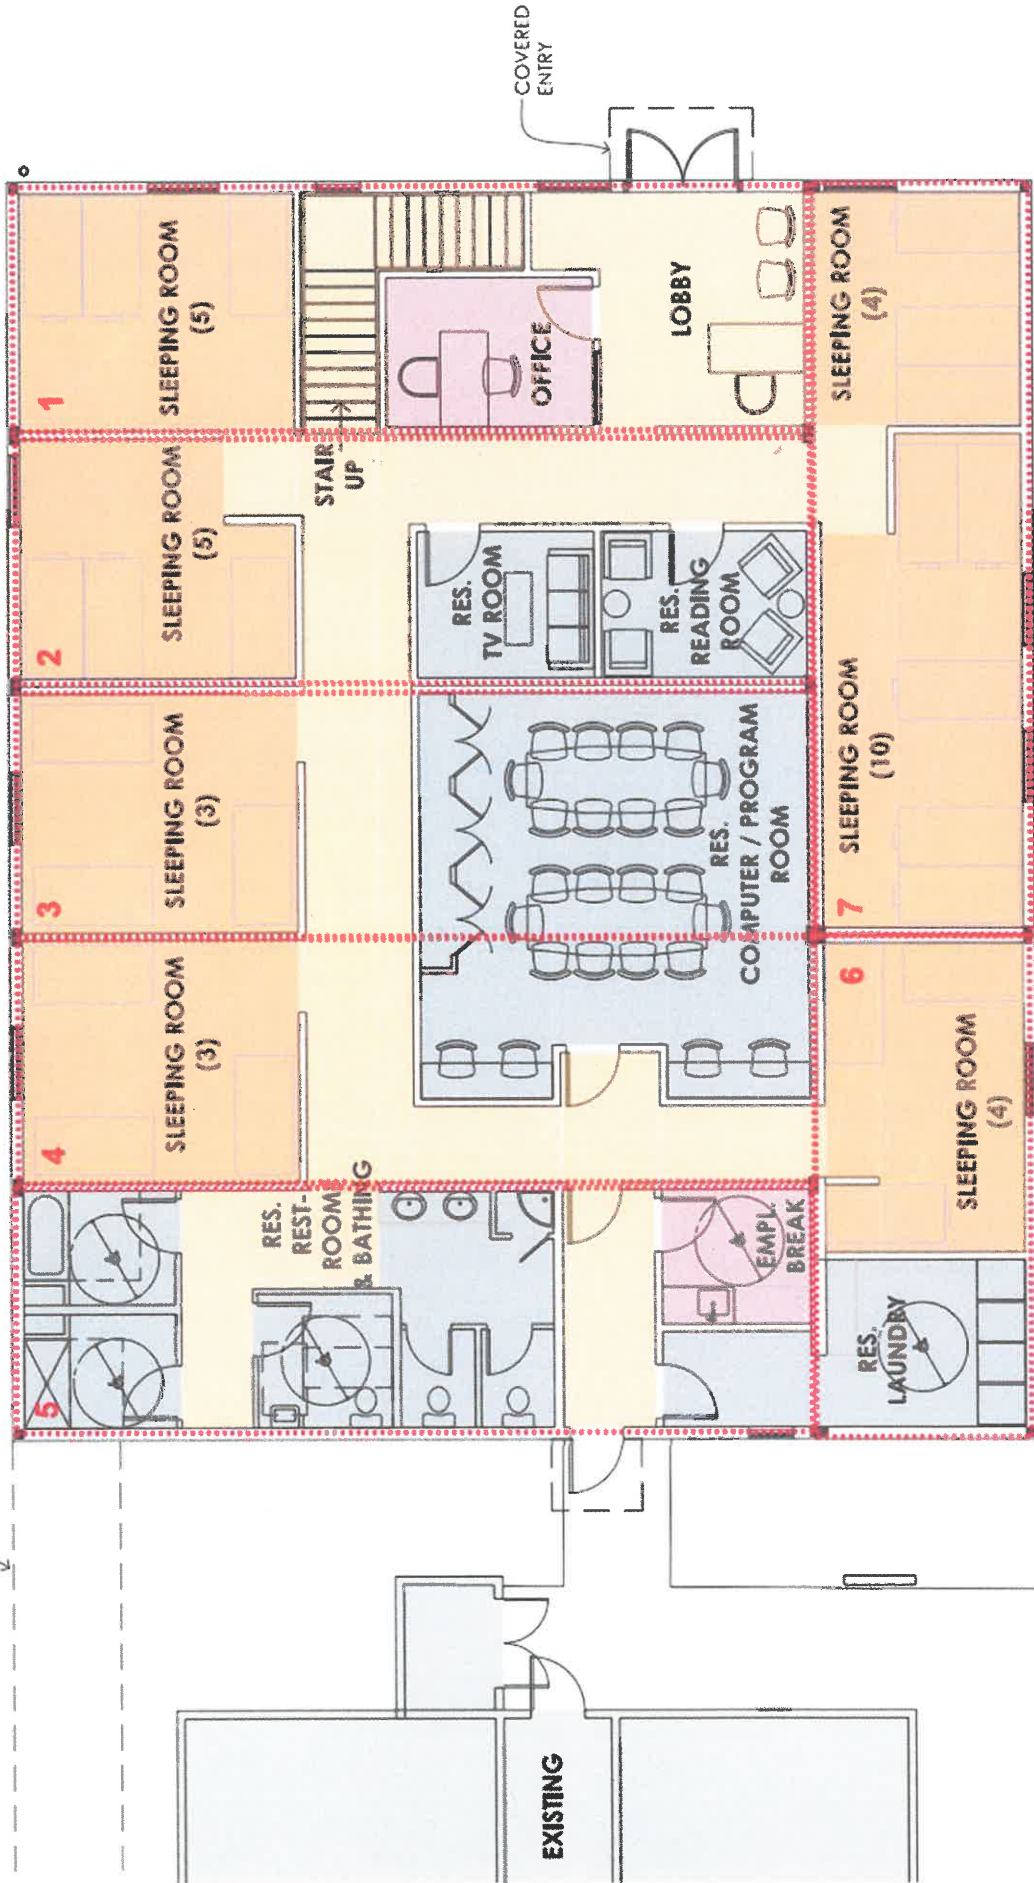 COVERED
ENTRY
1
SLEEPING ROOM
(5)
2
SLEEPING ROOM
(5)
3
SLEEPING ROOM
(3)
4
SLEEPING ROOM
(3)
5
RES.
REST-
ROOMS
& BATHING
STAIR
UP
OFFICE
LOBBY
RES.
TV ROOM
RES.
READING
ROOM
RES.
COMPUTER / PROGRAM
ROOM
EMPL.
BREAK
SLEEPING ROOM
(4)
7
SLEEPING ROOM
(10)
6
SLEEPING ROOM
(4)
RES.
LAUNDRY
EXISTING